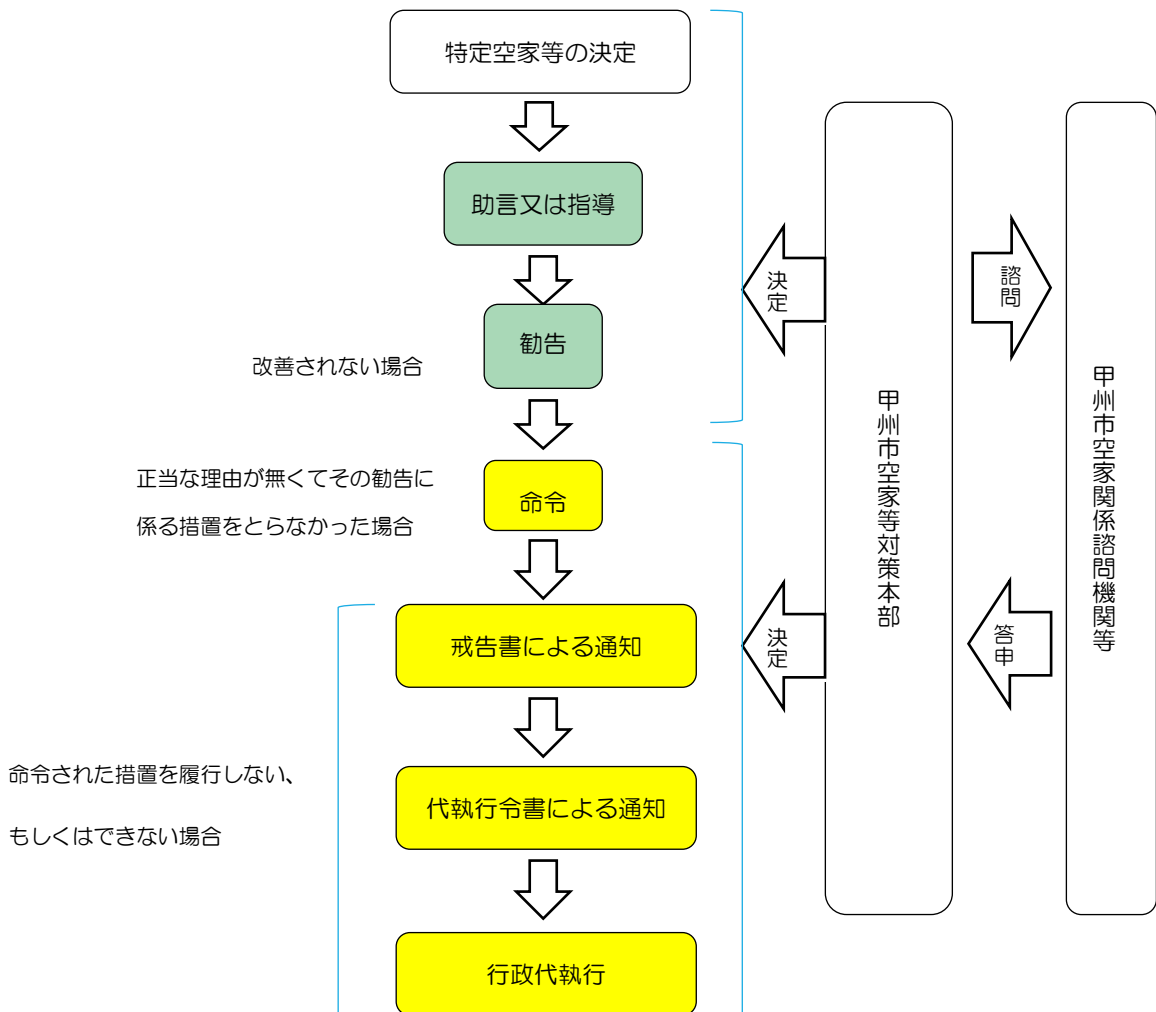 特定空家等の決定
助言又は指導
勧告
改善されない場合
命令
正当な理由が無くてその勧告に
係る措置をとらなかった場合
戒告書による通知
代執行令書による通知
命令された措置を履行しない、
もしくはできない場合
行政代執行
決定
決定
甲州市空家等対策本部
諮問
答申
甲州市空家関係諮問機関等